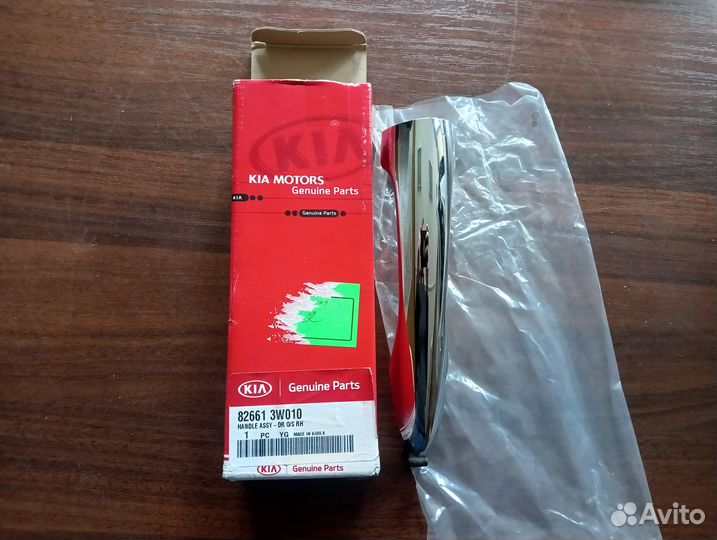 KIA
KIA MOTORS
Genuine Parts
KIA
Genuine Parts
KIA Genuine Parts
82661 3W010
HANDLE ASSY - DR O/S RH
1 PC YG MADE IN KOREA
KIA Genuine Parts
Avito